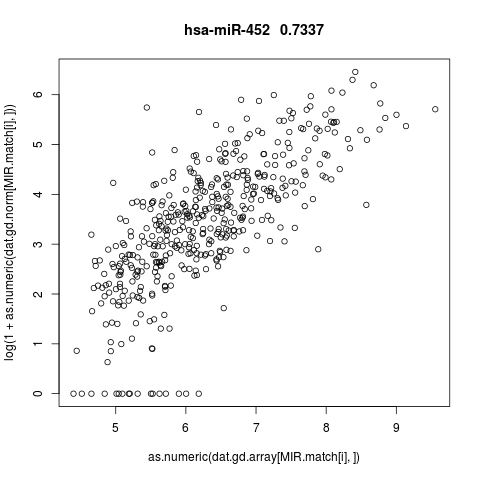 hsa-miR-452 0.7337
log(1 + as.numeric(dat.gd.norm[MIR.match[i], ]))
6
5
4
3
2
1
0
5 6 7 8 9
as.numeric(dat.gd.array[MIR.match[i], ])